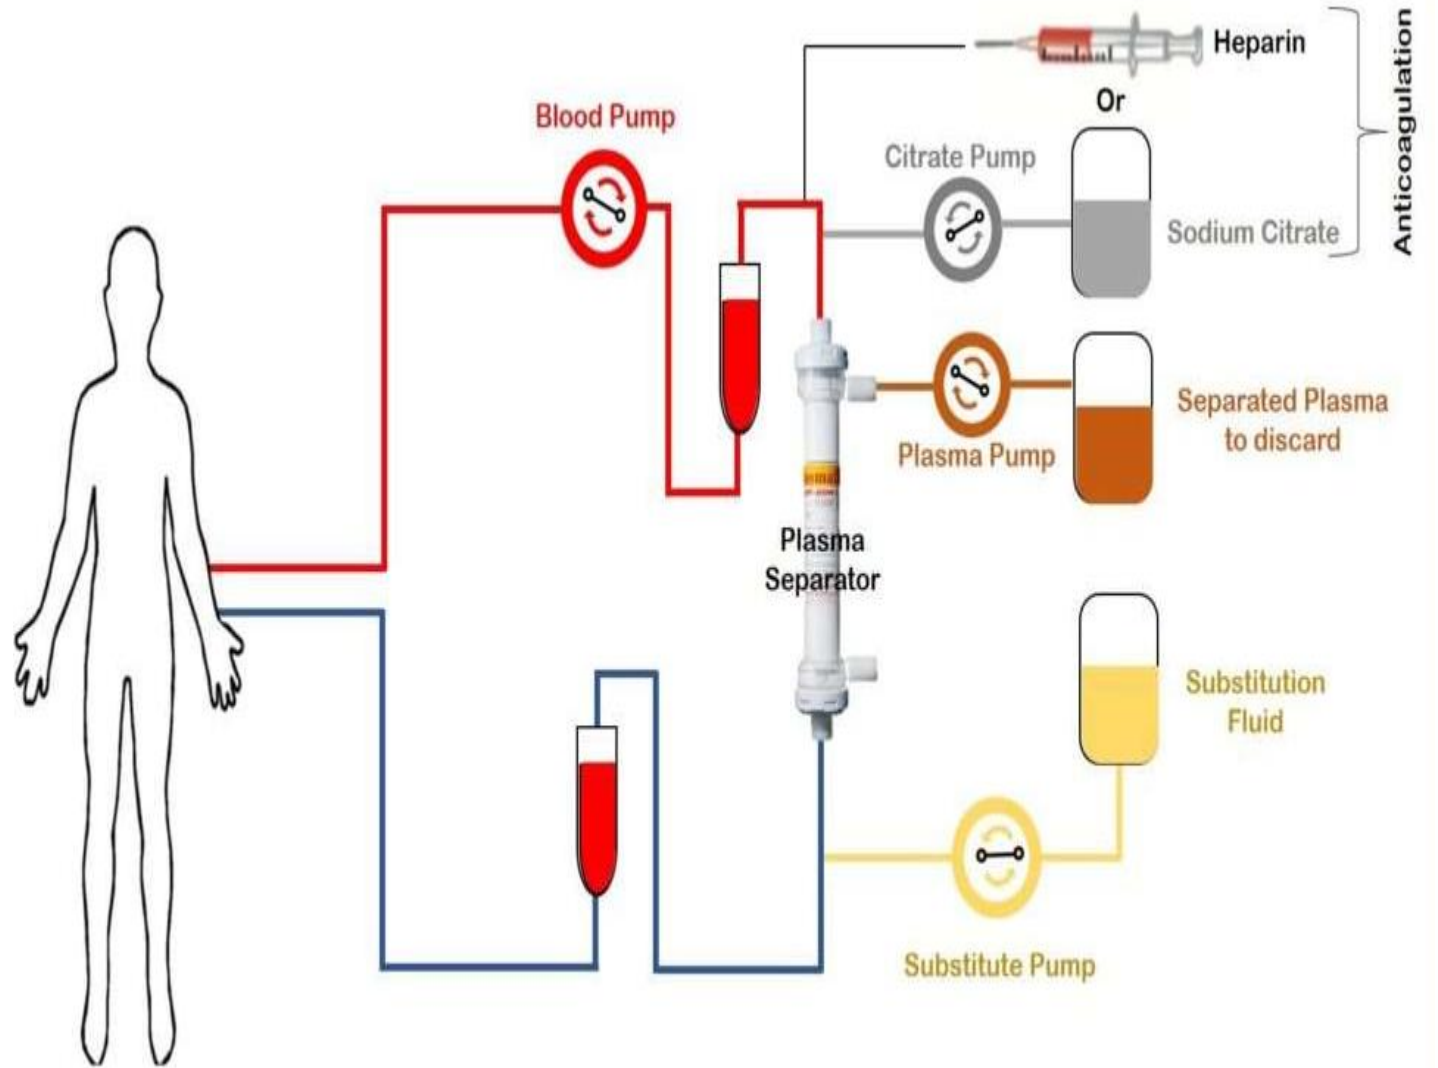 Heparin
Or
Anticoagulation
Blood Pump
Citrate Pump
Sodium Citrate
Separated Plasma
to discard
Plasma Pump
Plasma
Separator
Substitution
Fluid
Substitute Pump